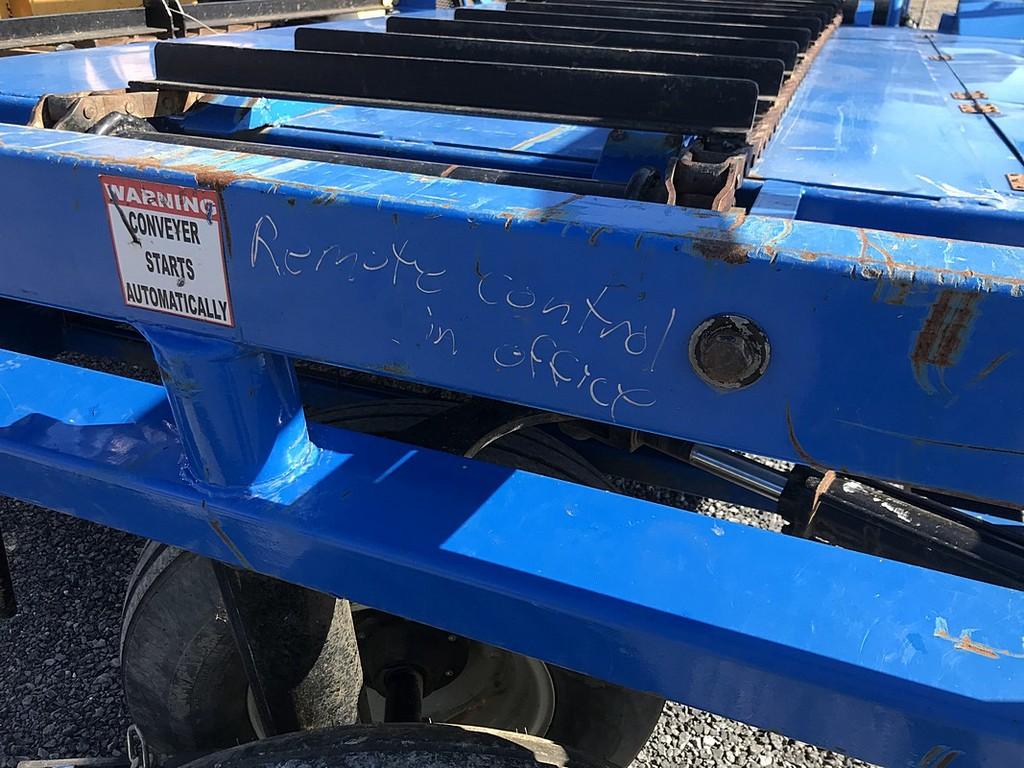 WARNING
CONVEYER
STARTS
AUTOMATICALLY
Remote control
in office